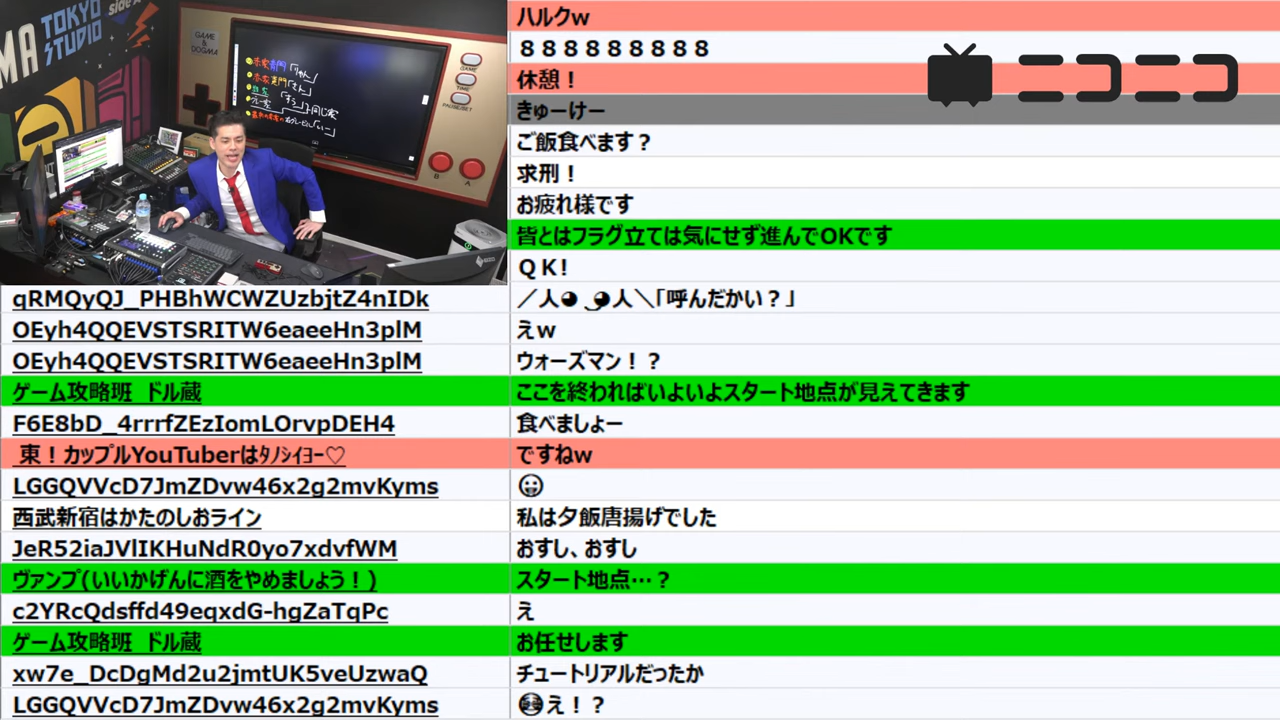 TOKYO
STUDIO
side A
MA
GAME
& DOGMA
GAME
TIME
PAUSE/SET
B A
ニコニコ
ハルクw
８８８８８８８８８
休憩！
きゅーけー
ご飯食べます？
求刑！
お疲れ様です
皆とはフラグ立ては気にせず進んでOKです
ＱＫ!
qRMQyQJ_PHBhWCWZUzbjtZ4nIDk ／人◕ ‿‿◕人＼「呼んだかい？」
OEyh4QQEVSTSRITW6eaeeHn3plM えw
OEyh4QQEVSTSRITW6eaeeHn3plM ウォーズマン！？
ゲーム攻略班　ドル蔵 ここを終わればいよいよスタート地点が見えてきます
F6E8bD_4rrrfZEzIomLOrvpDEH4 食べましょー
東！カップルYouTuberはﾀﾉｼｲﾖｰ♡ ですねw
LGGQVVcD7JmZDvw46x2g2mvKyms 😀
西武新宿はかたのしおライン 私は夕飯唐揚げでした
JeR52iaJVlIKHuNdR0yo7xdvfWM おすし、おすし
ヴァンプ(いいかげんに酒をやめましょう！) スタート地点…？
c2YRcQdsffd49eqxdG-hgZaTqPc え
ゲーム攻略班　ドル蔵 お任せします
xw7e_DcDgMd2u2jmtUK5veUzwaQ チュートリアルだったか
LGGQVVcD7JmZDvw46x2g2mvKyms え！？